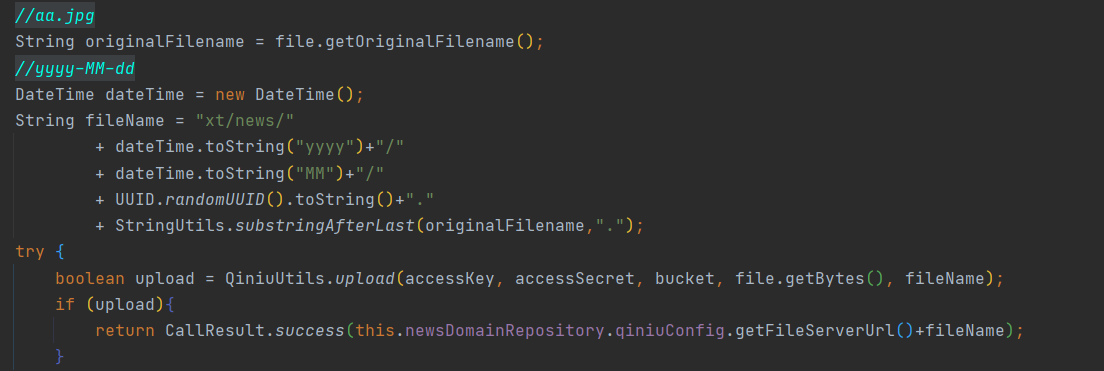 //aa.jpg
String originalFilename = file.getOriginalFilename();
//yyyy-MM-dd
DateTime dateTime = new DateTime();
String fileName = "xt/news/"
        + dateTime.toString("yyyy")+"/"
        + dateTime.toString("MM")+"/"
        + UUID.randomUUID().toString()+"."
        + StringUtils.substringAfterLast(originalFilename,".");
try {
    boolean upload = QiniuUtils.upload(accessKey, accessSecret, bucket, file.getBytes(), fileName);
    if (upload){
        return CallResult.success(this.newsDomainRepository.qiniuConfig.getFileServerUrl()+fileName);
    }